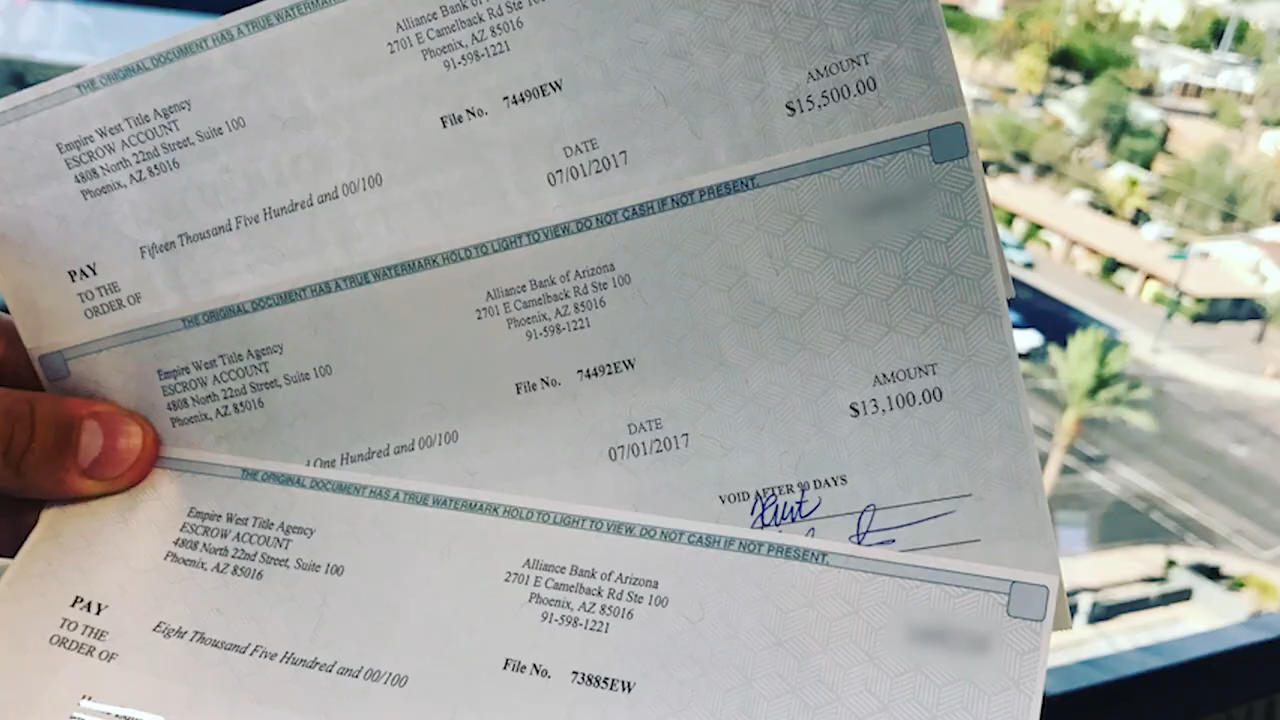 THE ORIGINAL DOCUMENT HAS A TRUE WATERMARK
Alliance Bank of
2701 E Camelback Rd Ste 100
Phoenix, AZ 85016
91-598-1221
Empire West Title Agency
ESCROW ACCOUNT
4808 North 22nd Street, Suite 100
Phoenix, AZ 85016
File No. 74490EW
AMOUNT
$15,500.00
DATE
07/01/2017
Fifteen Thousand Five Hundred and 00/100
PAY
TO THE
ORDER OF
THE ORIGINAL DOCUMENT HAS A TRUE WATERMARK HOLD TO LIGHT TO VIEW. DO NOT CASH IF NOT PRESENT.
Alliance Bank of Arizona
2701 E Camelback Rd Ste 100
Phoenix, AZ 85016
91-598-1221
Empire West Title Agency
ESCROW ACCOUNT
4808 North 22nd Street, Suite 100
Phoenix, AZ 85016
File No. 74492EW
AMOUNT
$13,100.00
DATE
07/01/2017
One Hundred and 00/100
VOID AFTER 90 DAYS
THE ORIGINAL DOCUMENT HAS A TRUE WATERMARK HOLD TO LIGHT TO VIEW. DO NOT CASH IF NOT PRESENT.
Empire West Title Agency
ESCROW ACCOUNT
4808 North 22nd Street, Suite 100
Phoenix, AZ 85016
Alliance Bank of Arizona
2701 E Camelback Rd Ste 100
Phoenix, AZ 85016
91-598-1221
PAY
TO THE
ORDER OF
Eight Thousand Five Hundred and 00/100
File No. 73885EW